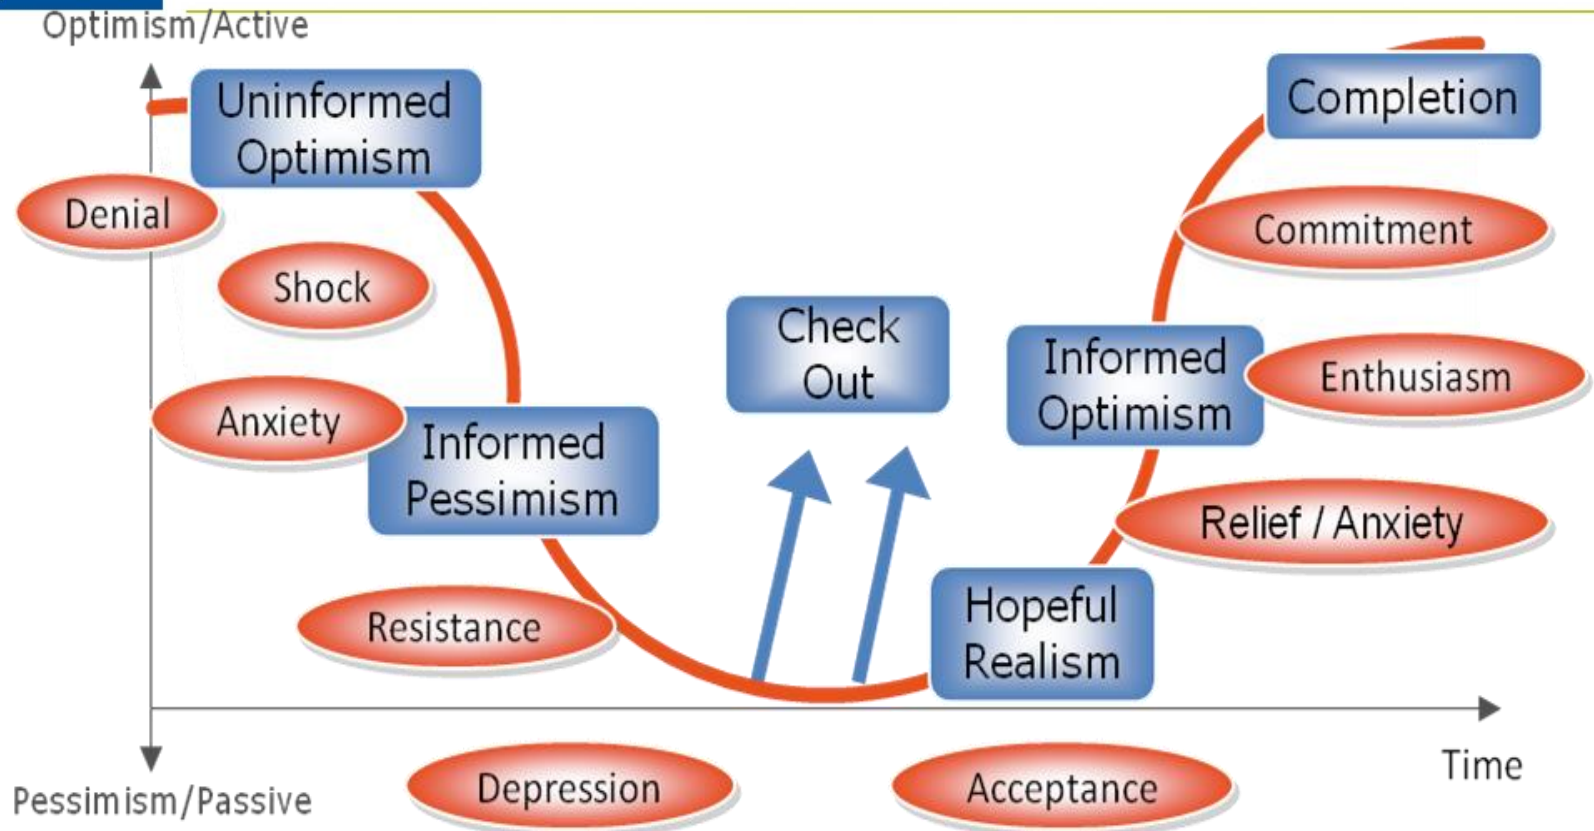 Optimism/Active
Uninformed
Optimism
Completion
Denial
Commitment
Shock
Check
Out
Informed
Optimism
Enthusiasm
Anxiety
Informed
Pessimism
Relief / Anxiety
Hopeful
Realism
Resistance
Time
Depression
Acceptance
Pessimism/Passive